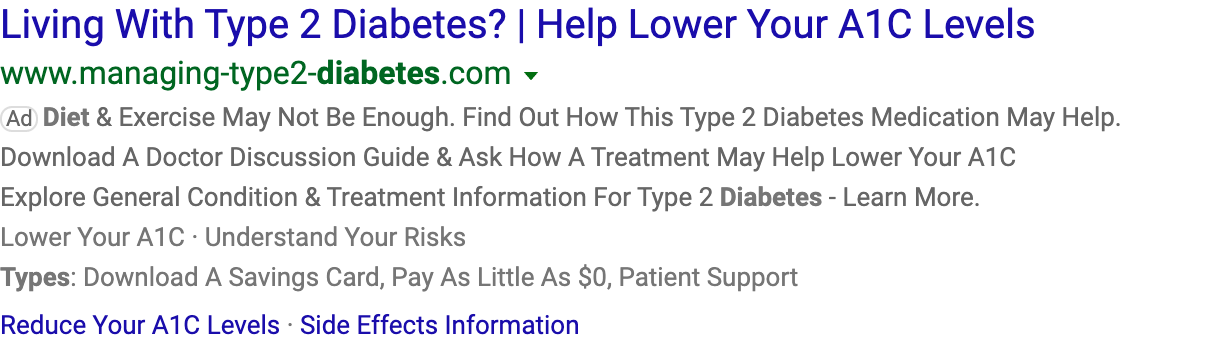 Living With Type 2 Diabetes? | Help Lower Your A1C Levels
www.managing-type2-diabetes.com
Ad Diet & Exercise May Not Be Enough. Find Out How This Type 2 Diabetes Medication May Help.
Download A Doctor Discussion Guide & Ask How A Treatment May Help Lower Your A1C
Explore General Condition & Treatment Information For Type 2 Diabetes - Learn More.
Lower Your A1C · Understand Your Risks
Types: Download A Savings Card, Pay As Little As $0, Patient Support
Reduce Your A1C Levels · Side Effects Information